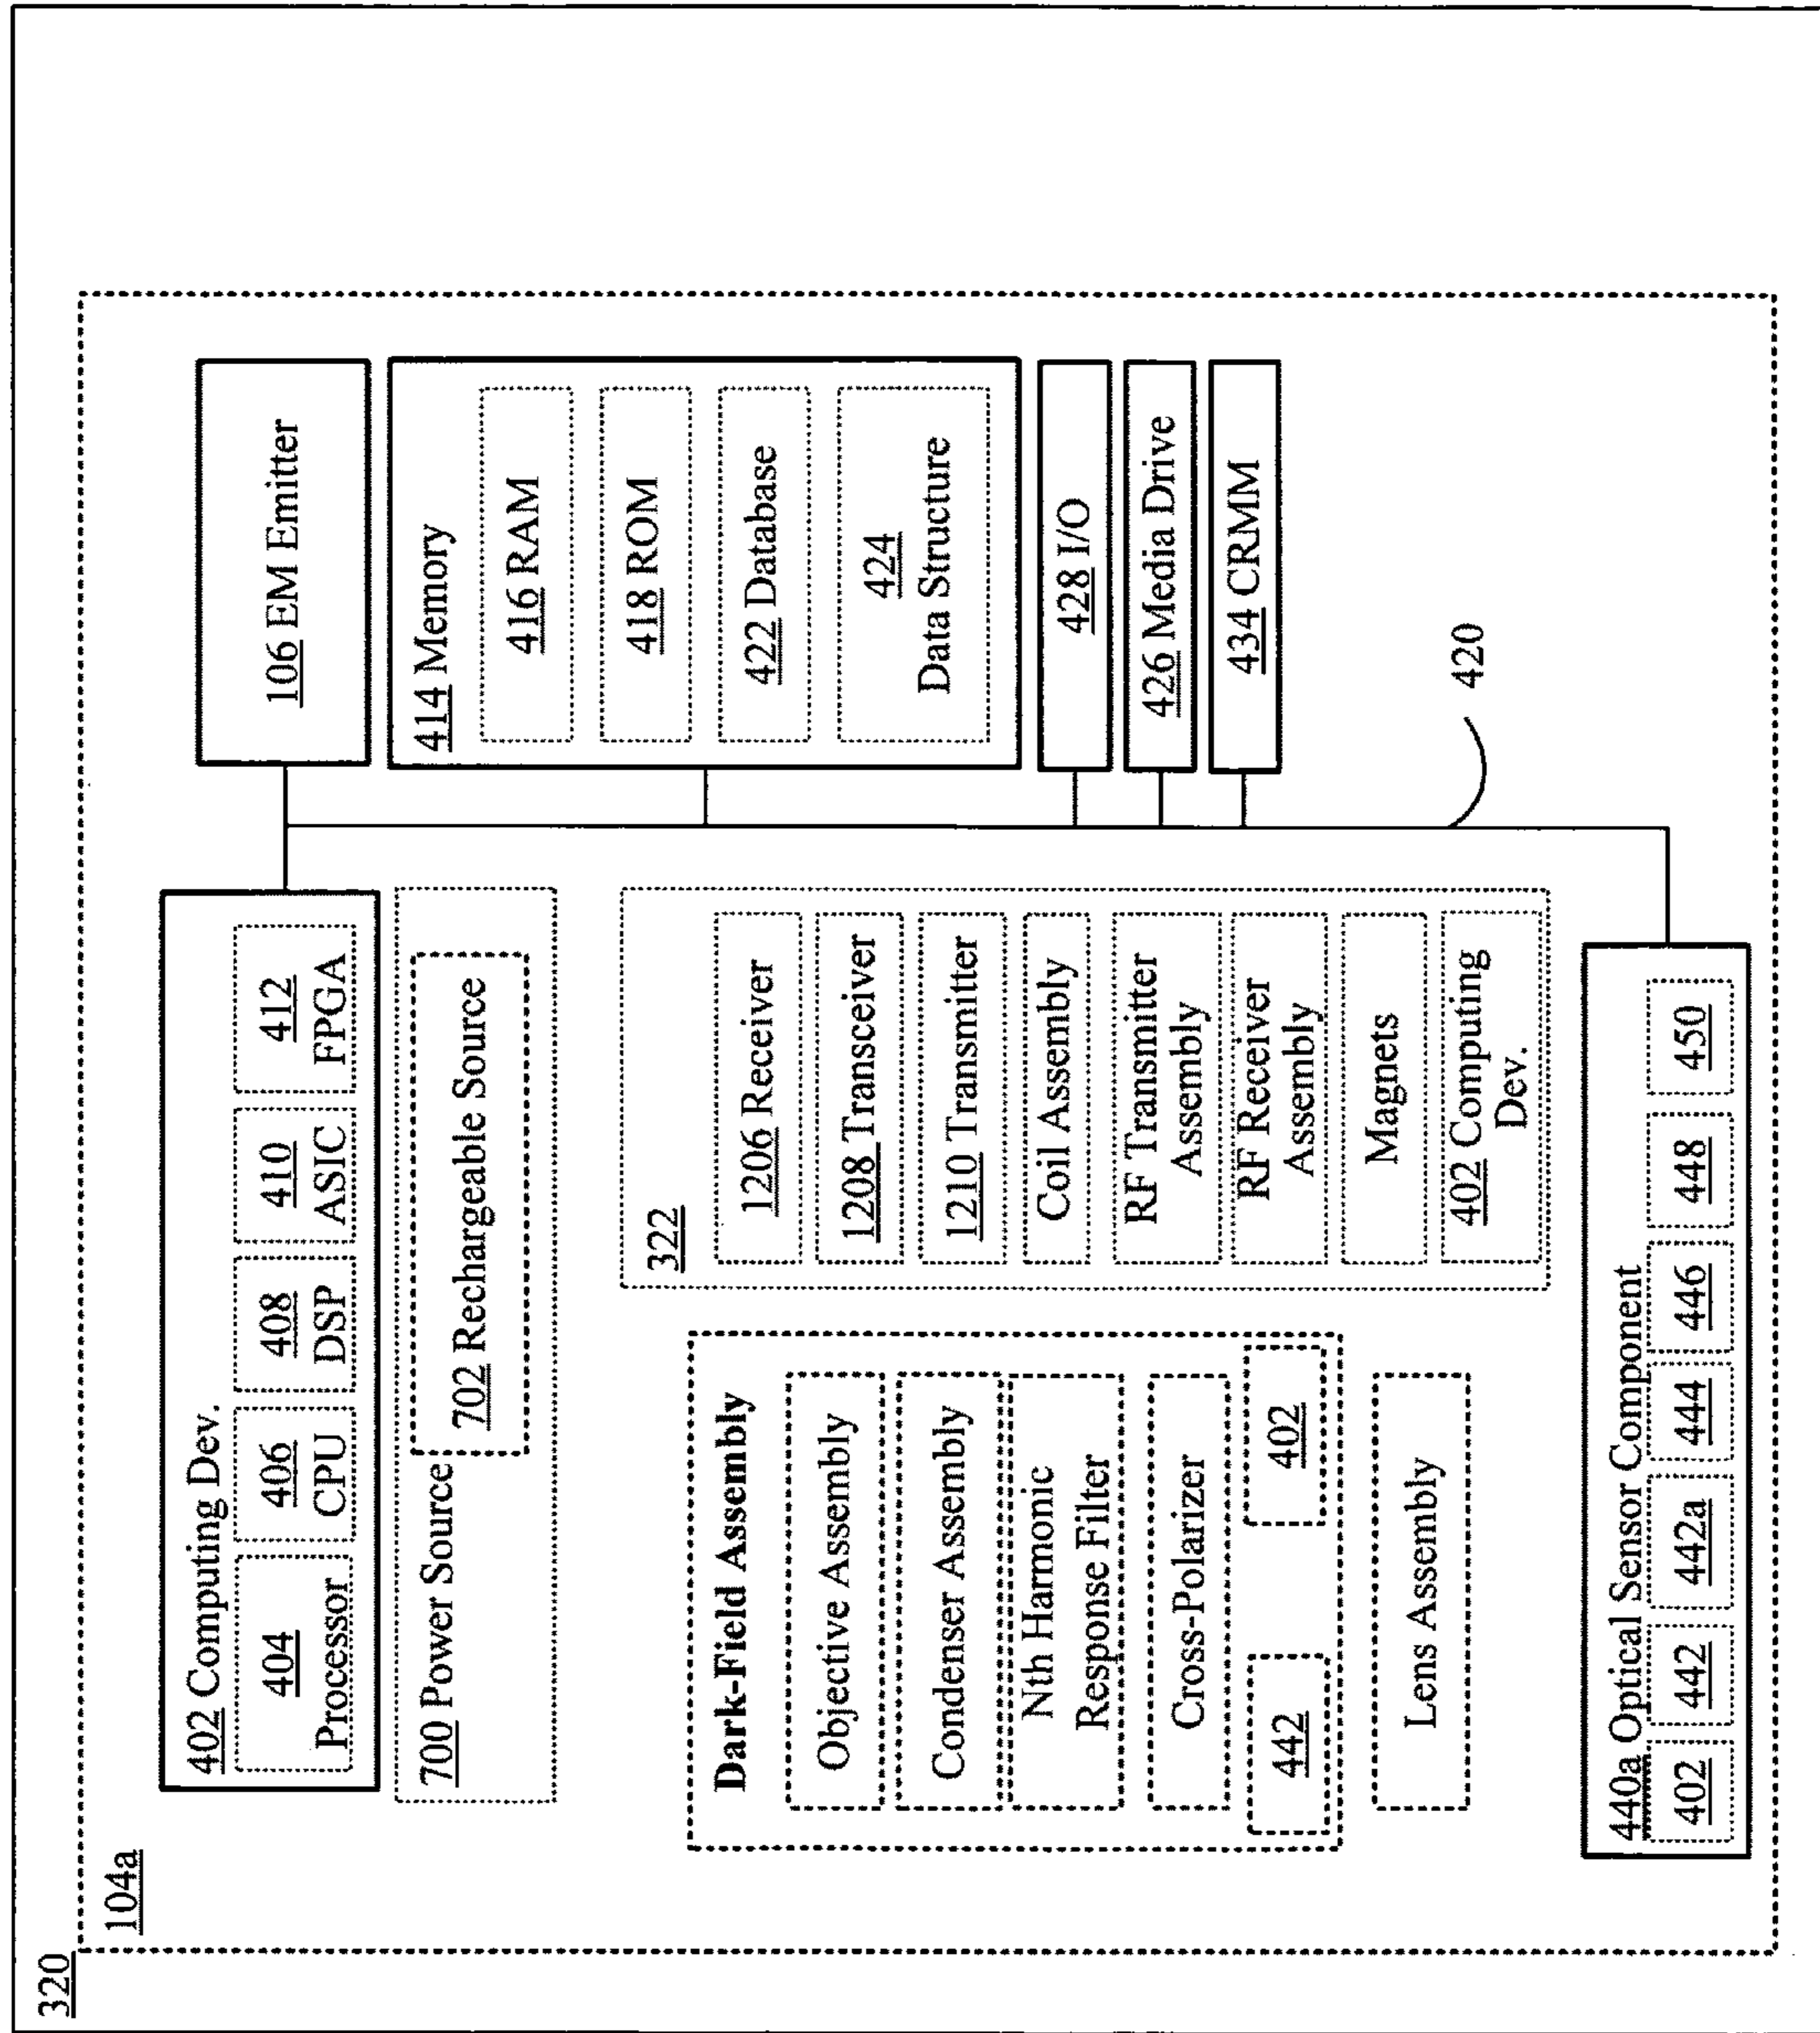 320
104a
402 Computing Dev.
404
Processor
406
CPU
408
DSP
410
ASIC
412
FPGA
700 Power Source
702 Rechargeable Source
106 EM Emitter
414 Memory
416 RAM
418 ROM
422 Database
424
Data Structure
428 I/O
426 Media Drive
434 CRMM
420
Dark-Field Assembly
Objective Assembly
Condenser Assembly
Nth Harmonic
Response Filter
Cross-Polarizer
442
402
Lens Assembly
322
1206 Receiver
1208 Transceiver
1210 Transmitter
Coil Assembly
RF Transmitter
Assembly
RF Receiver
Assembly
Magnets
402 Computing
Dev.
440a Optical Sensor Component
402
442
442a
444
446
448
450